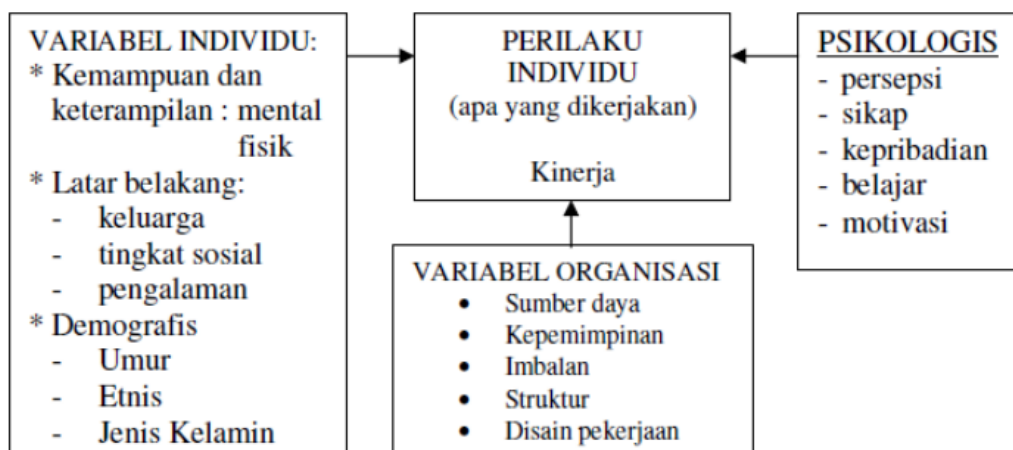 VARIABEL INDIVIDU:
* Kemampuan dan
keterampilan : mental
fisik
* Latar belakang:
- keluarga
- tingkat sosial
- pengalaman
* Demografis
- Umur
- Etnis
- Jenis Kelamin
PERILAKU
INDIVIDU
(apa yang dikerjakan)
Kinerja
PSIKOLOGIS
- persepsi
- sikap
- kepribadian
- belajar
- motivasi
VARIABEL ORGANISASI
• Sumber daya
• Kepemimpinan
• Imbalan
• Struktur
• Disain pekerjaan